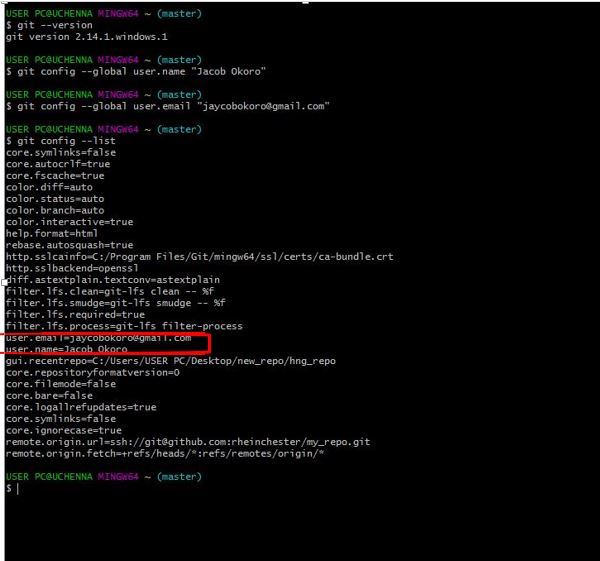 USER PC@UCHENNA MINGW64 ~ (master)
$ git --version
git version 2.14.1.windows.1
USER PC@UCHENNA MINGW64 ~ (master)
$ git config --global user.name "Jacob Okoro"
USER PC@UCHENNA MINGW64 ~ (master)
$ git config --global user.email "jaycobokoro@gmail.com"
USER PC@UCHENNA MINGW64 ~ (master)
$ git config --list
core.symlinks=false
core.autocrlf=true
core.fscache=true
color.diff=auto
color.status=auto
color.branch=auto
color.interactive=true
help.format=html
rebase.autosquash=true
http.sslcainfo=C:/Program Files/Git/mingw64/ssl/certs/ca-bundle.crt
http.sslbackend=openssl
diff.astextplain.textconv=astextplain
filter.lfs.clean=git-lfs clean -- %f
filter.lfs.smudge=git-lfs smudge -- %f
filter.lfs.required=true
filter.lfs.process=git-lfs filter-process
user.email=jaycobokoro@gmail.com
user.name=Jacob Okoro
gui.recentrepo=C:/Users/USER PC/Desktop/new_repo/hng_repo
core.repositoryformatversion=0
core.filemode=false
core.bare=false
core.logallrefupdates=true
core.symlinks=false
core.ignorecase=true
remote.origin.url=ssh://git@github.com:rheinchester/my_repo.git
remote.origin.fetch=+refs/heads/*:refs/remotes/origin/*
USER PC@UCHENNA MINGW64 ~ (master)
$